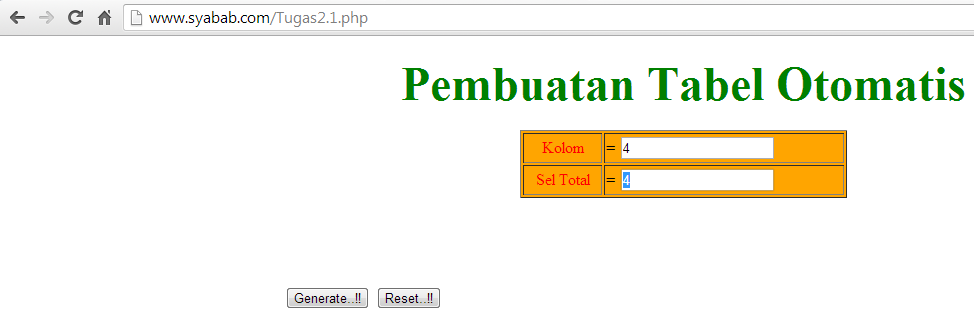 www.syabab.com/Tugas2.1.php
Pembuatan Tabel Otomatis
Kolom = 4
Sel Total = 4
Generate..!! Reset..!!